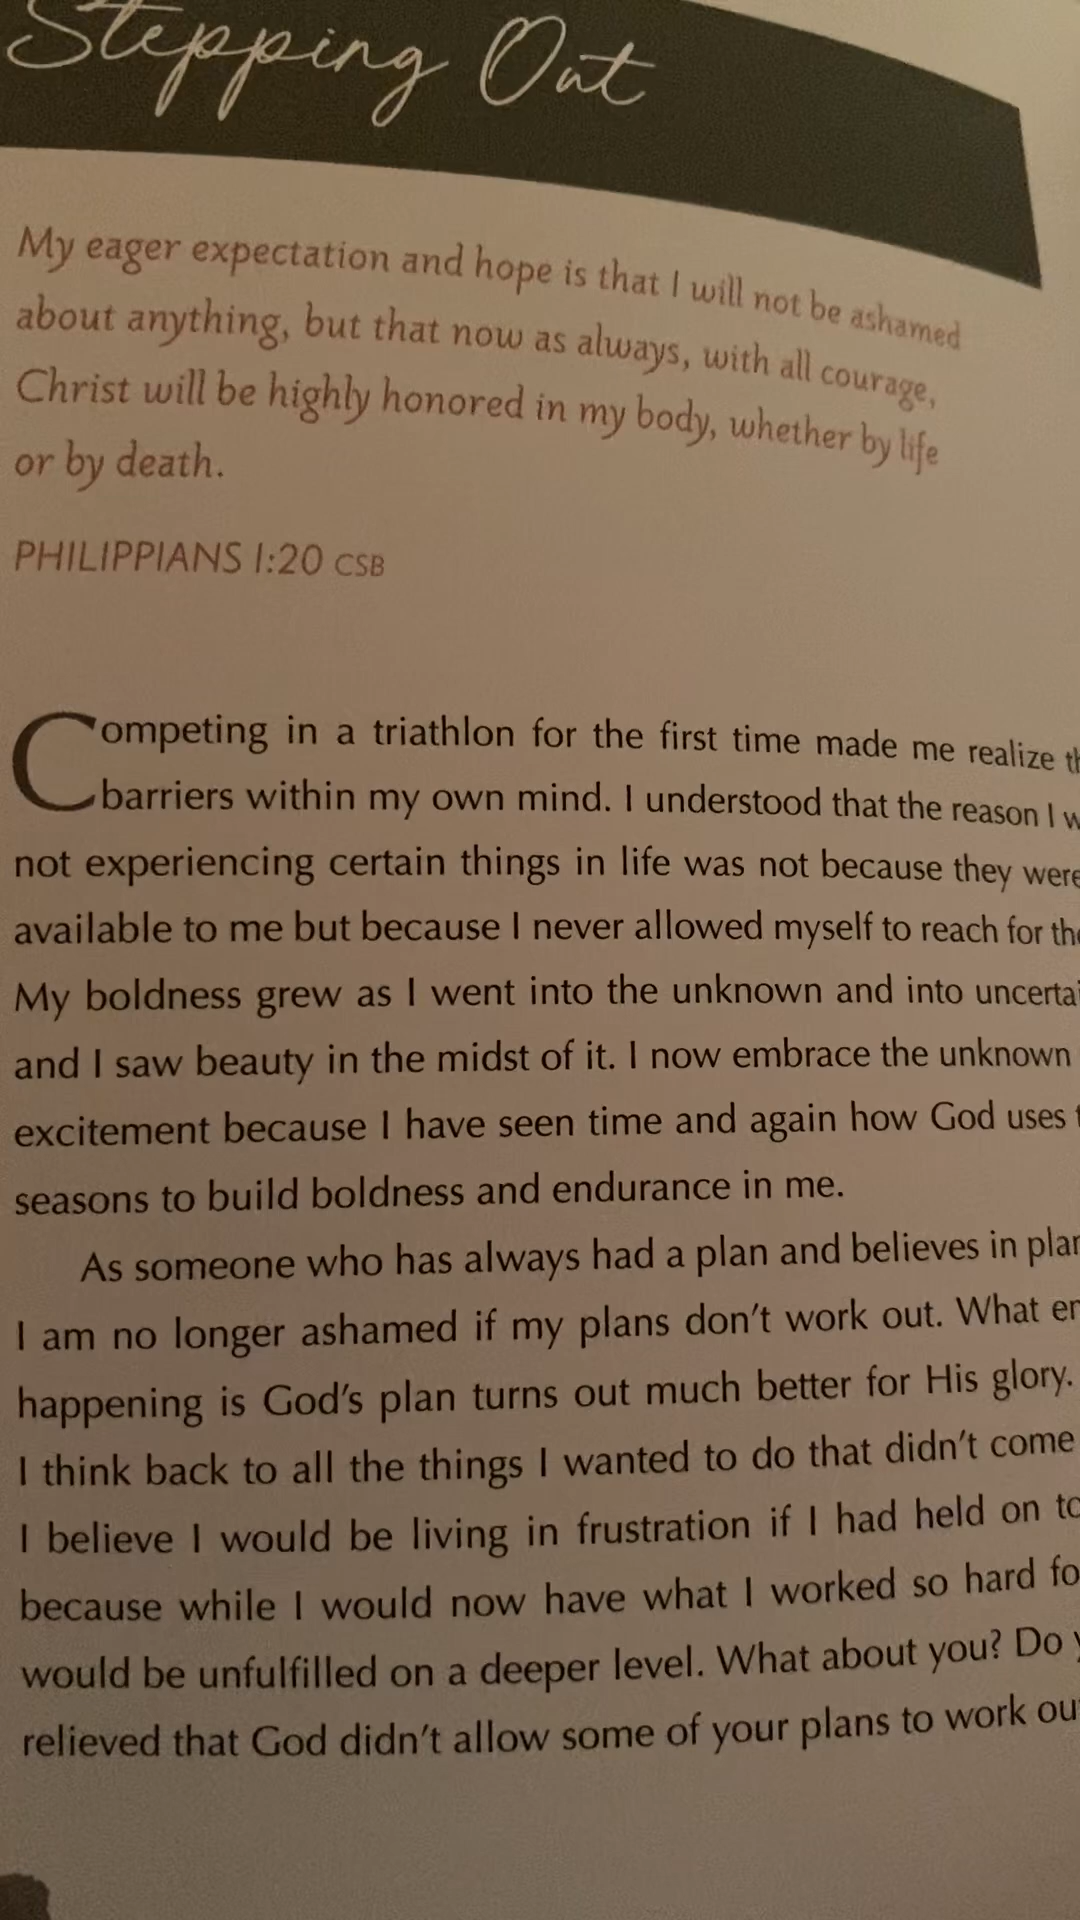 Stepping Out
My eager expectation and hope is that I will not be ashamed
about anything, but that now as always, with all courage,
Christ will be highly honored in my body, whether by life
or by death.
PHILIPPIANS 1:20 CSB
Competing in a triathlon for the first time made me realize
barriers within my own mind. I understood that the reason I
not experiencing certain things in life was not because they were
available to me but because I never allowed myself to reach for
My boldness grew as I went into the unknown and into
and I saw beauty in the midst of it. I now embrace the unknown
excitement because I have seen time and again how God uses
seasons to build boldness and endurance in me.
As someone who has always had a plan and believes in
I am no longer ashamed if my plans don't work out. What
happening is God's plan turns out much better for His glory.
I think back to all the things I wanted to do that didn't come
I believe I would be living in frustration if I had held on
because while I would now have what I worked so hard
would be unfulfilled on a deeper level. What about you? Do
relieved that God didn't allow some of your plans to work